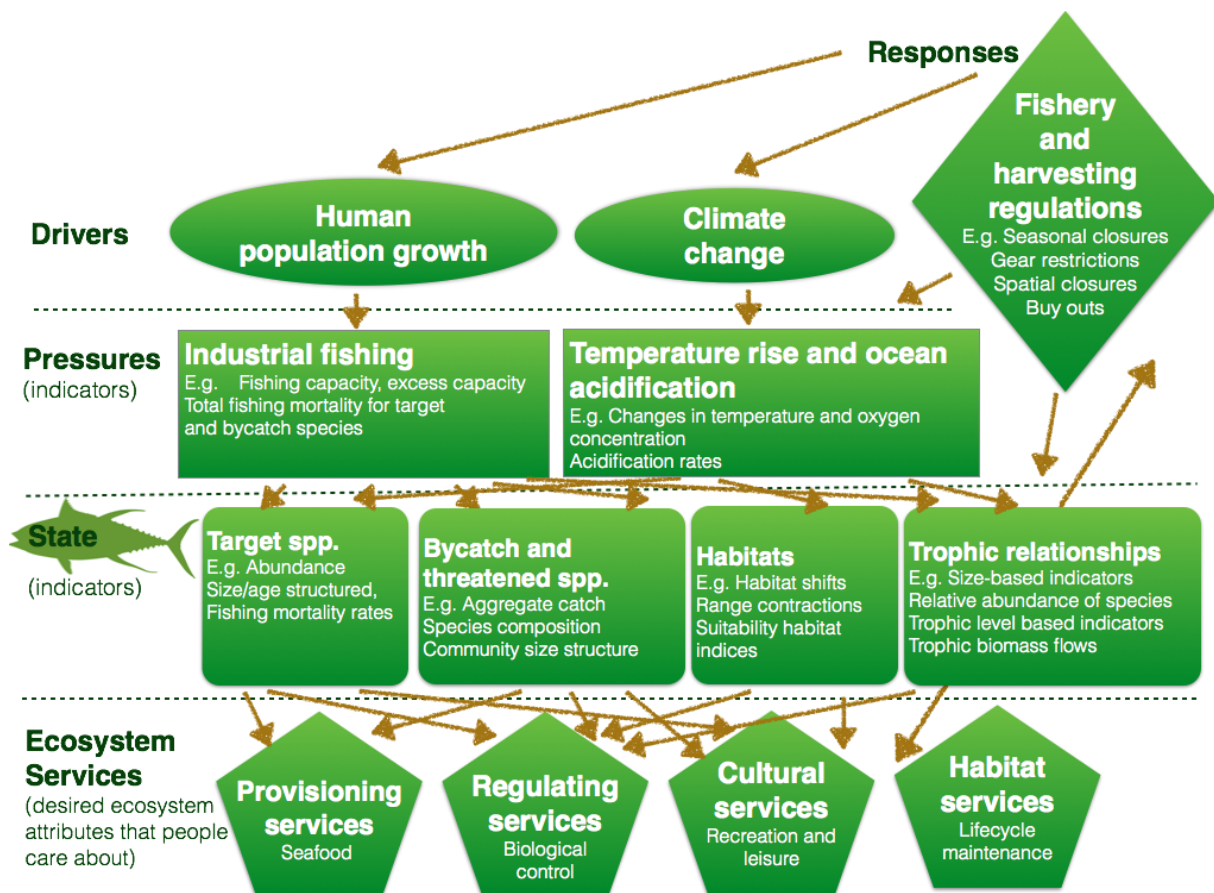 Responses
Fishery
and
harvesting
regulations
E.g. Seasonal closures
Gear restrictions
Spatial closures
Buy outs
Drivers
Human
population growth
Climate
change
Pressures
(indicators)
Industrial fishing
E.g. Fishing capacity, excess capacity
Total fishing mortality for target
and bycatch species
Temperature rise and ocean
acidification
E.g. Changes in temperature and oxygen
concentration
Acidification rates
State
(indicators)
Target spp.
E.g. Abundance
Size/age structured,
Fishing mortality rates
Bycatch and
threatened spp.
E.g. Aggregate catch
Species composition
Community size structure
Habitats
E.g. Habitat shifts
Range contractions
Suitability habitat
indices
Trophic relationships
E.g. Size-based indicators
Relative abundance of species
Trophic level based indicators
Trophic biomass flows
Ecosystem
Services
(desired ecosystem
attributes that people
care about)
Provisioning
services
Seafood
Regulating
services
Biological
control
Cultural
services
Recreation and
leisure
Habitat
services
Lifecycle
maintenance